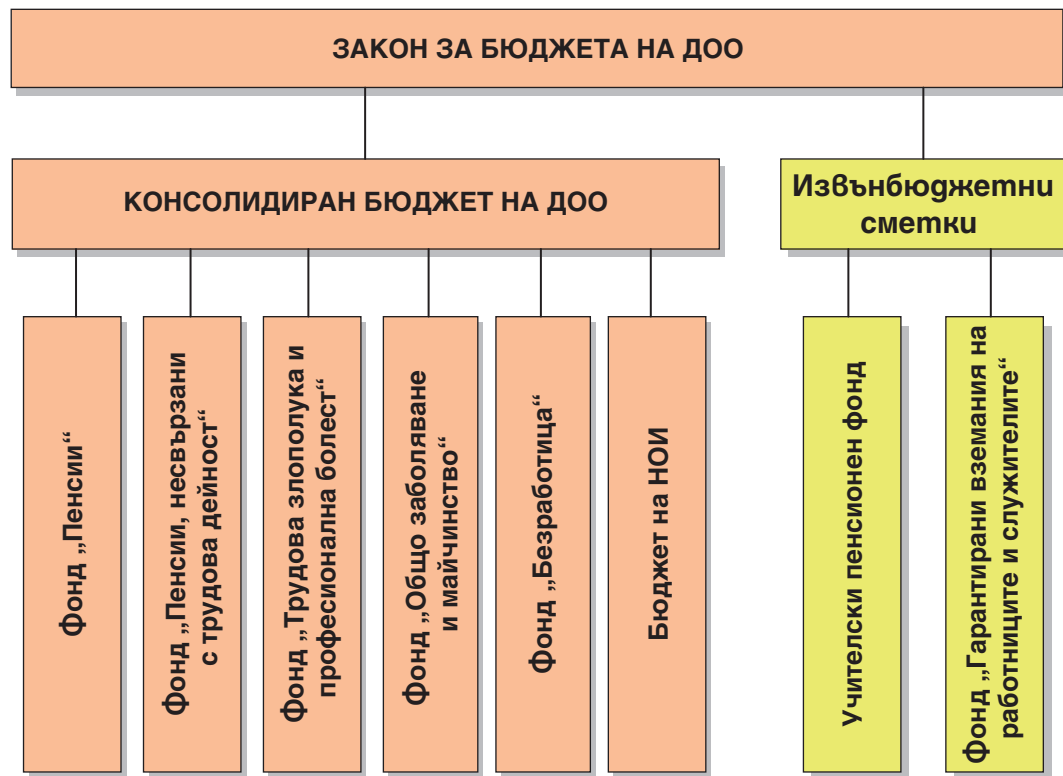 ЗАКОН ЗА БЮДЖЕТА НА ДОО
КОНСОЛИДИРАН БЮДЖЕТ НА ДОО
Извънбюджетни
сметки
Фонд „Пенсии“
Фонд „Пенсии, несвързани
с трудова дейност“
Фонд „Трудова злополука и
професионална болест“
Фонд „Общо заболяване
и майчинство“
Фонд „Безработица“
Бюджет на НОИ
Учителски пенсионен фонд
Фонд „Гарантирани вземания на
работниците и служителите“